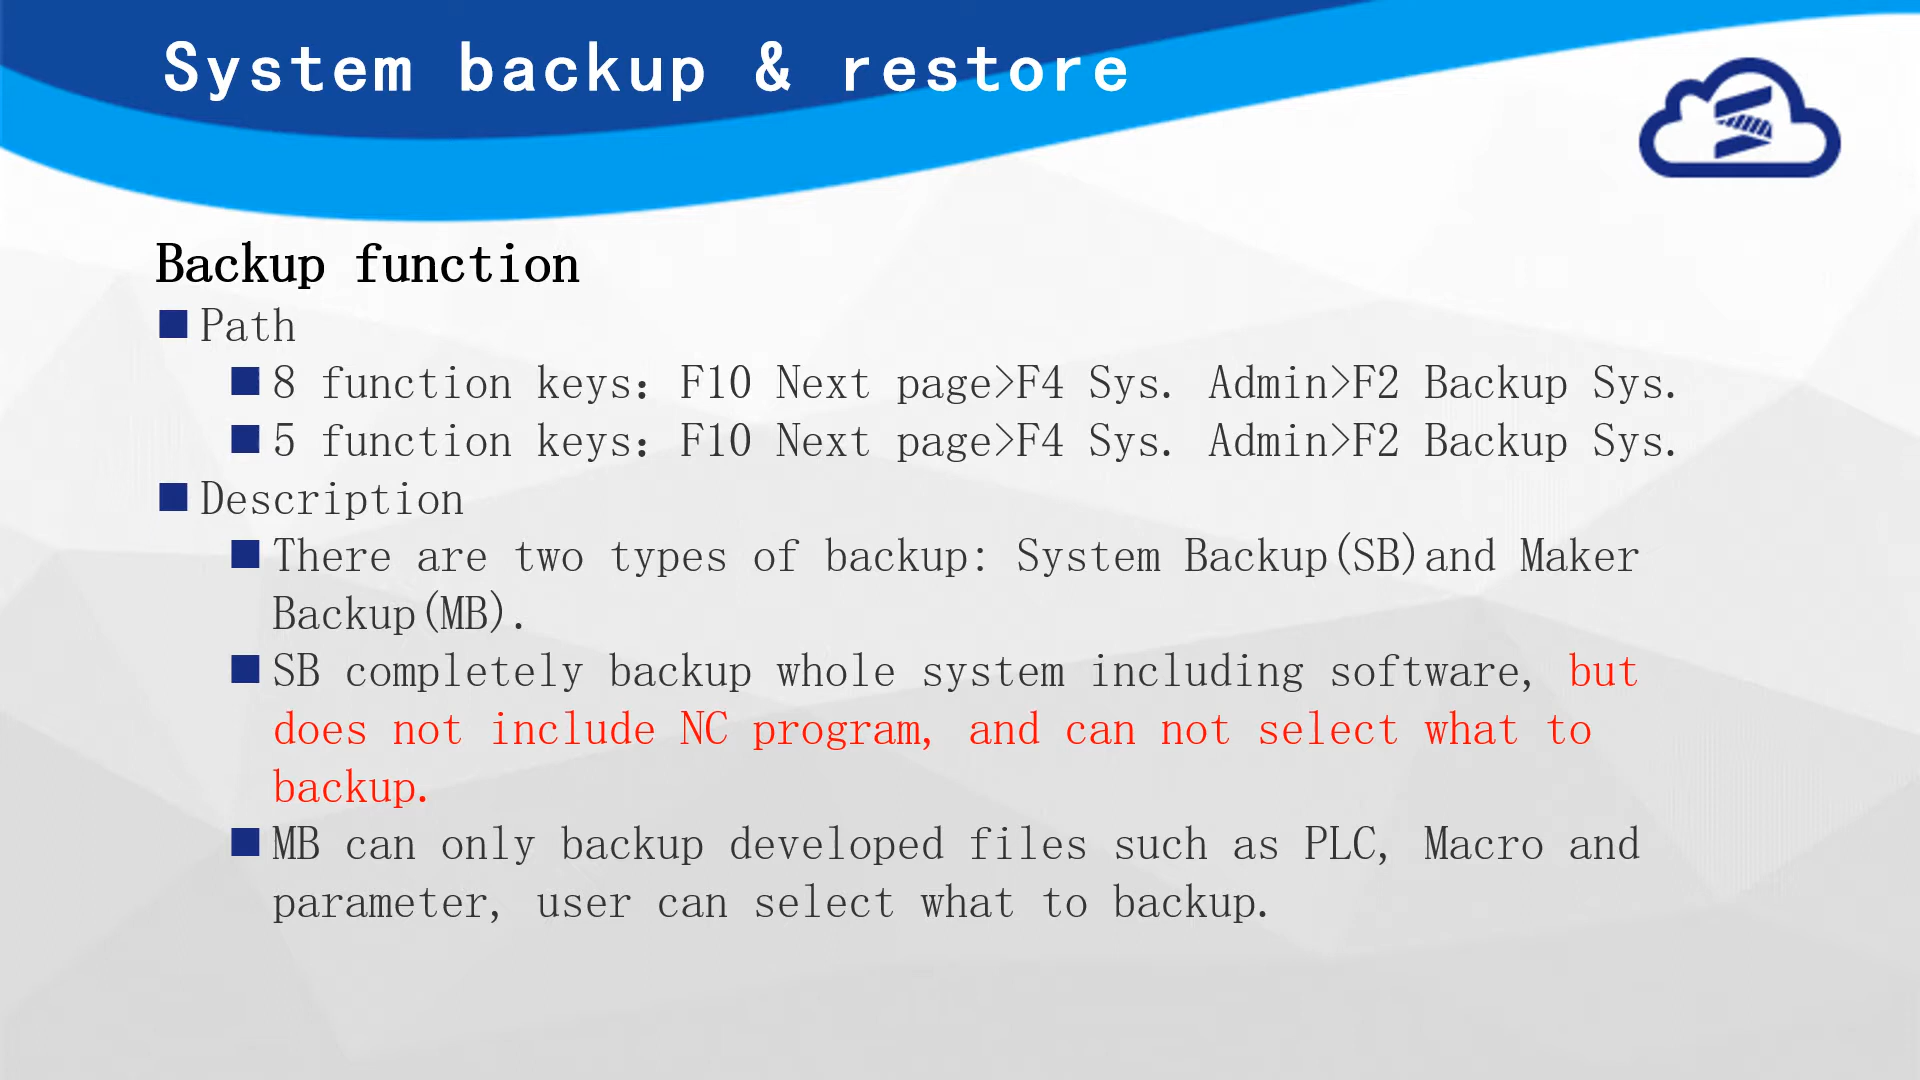 System backup & restore
Backup function
Path
8 function keys：F10 Next page>F4 Sys. Admin>F2 Backup Sys.
5 function keys：F10 Next page>F4 Sys. Admin>F2 Backup Sys.
Description
There are two types of backup: System Backup(SB)and Maker
Backup(MB).
SB completely backup whole system including software, but
does not include NC program, and can not select what to
backup.
MB can only backup developed files such as PLC, Macro and
parameter, user can select what to backup.